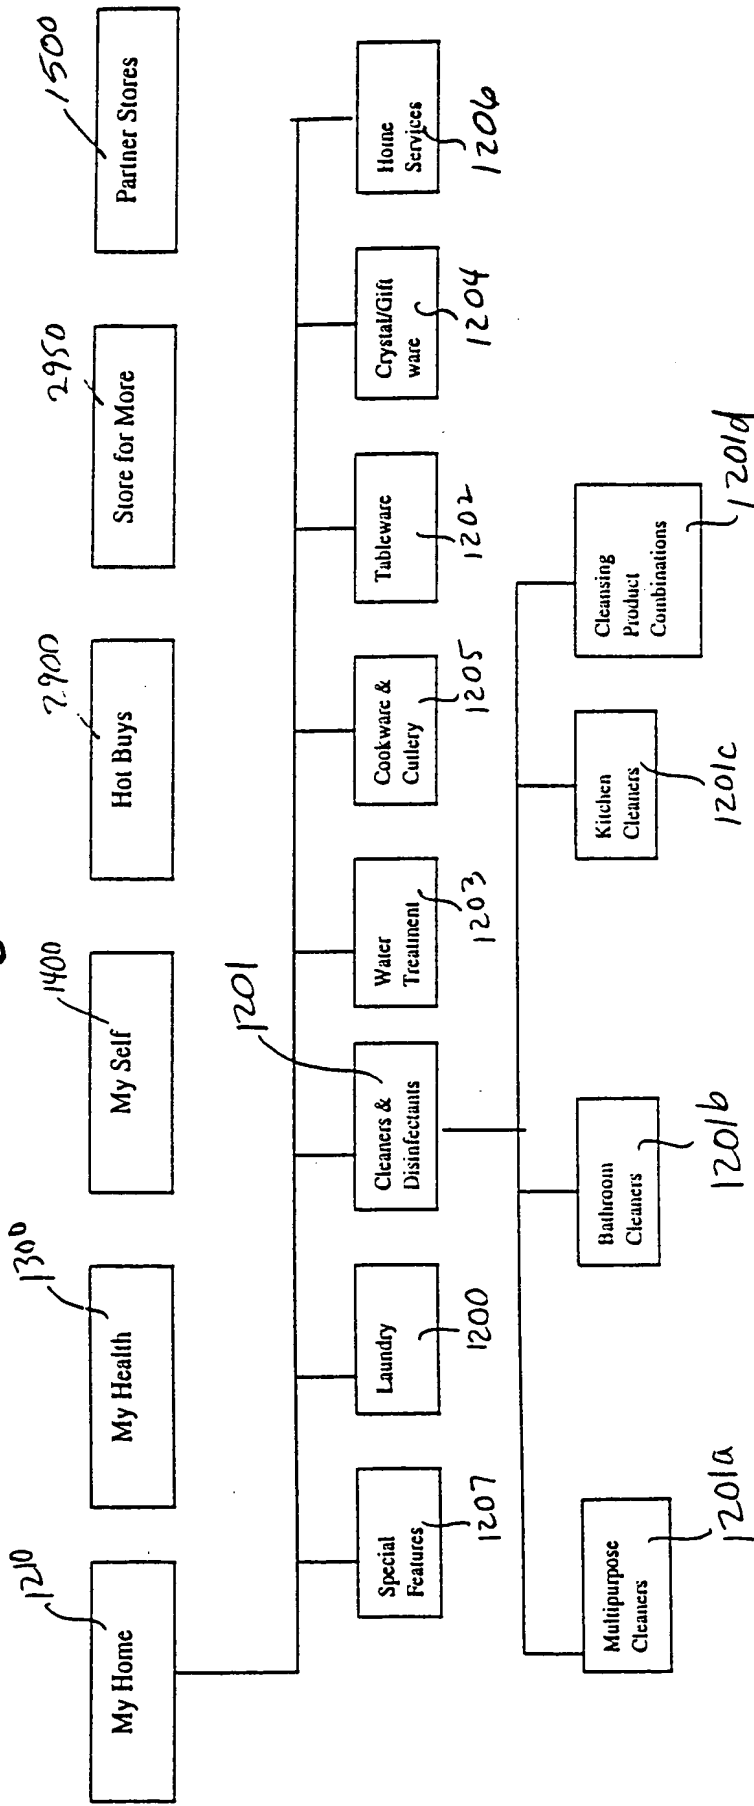 1210
My Home
1300
My Health
1400
My Self
2900
Hot Buys
2950
Store for More
1500
Partner Stores
Special
Features
1207
Laundry
1200
1201
Cleaners &
Disinfectants
Water
Treatment
1203
Cookware &
Cutlery
1205
Tableware
1202
Crystal/Gift
ware
1204
Home
Services
1206
Multipurpose
Cleaners
1201a
Bathroom
Cleaners
1201b
Kitchen
Cleaners
1201c
Cleansing
Product
Combinations
1201d